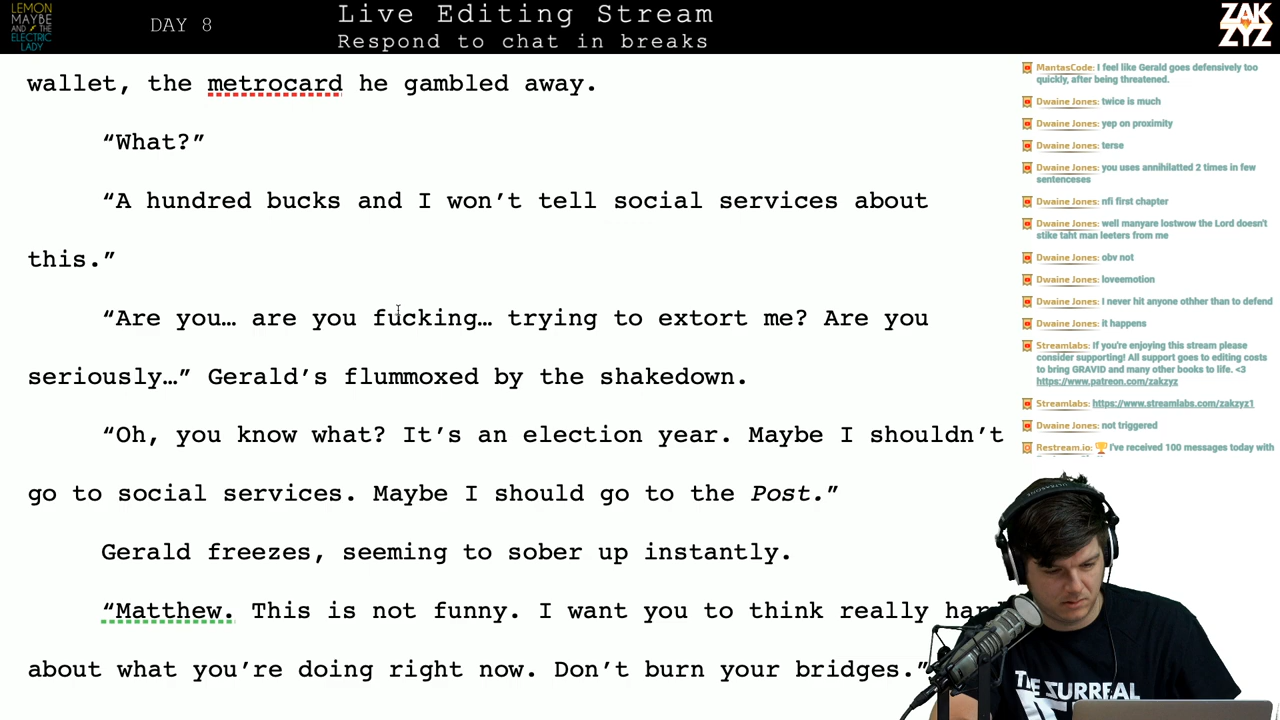 LEMON
MAYBE
AND THE
ELECTRIC
LADY
DAY 8
Live Editing Stream
Respond to chat in breaks
ZAK
ZYZ
wallet, the metrocard he gambled away.
“What?”
“A hundred bucks and I won’t tell social services about
this.”
“Are you… are you fucking… trying to extort me? Are you
seriously…” Gerald’s flummoxed by the shakedown.
“Oh, you know what? It’s an election year. Maybe I shouldn’t
go to social services. Maybe I should go to the Post.”
Gerald freezes, seeming to sober up instantly.
“Matthew. This is not funny. I want you to think really hard
about what you’re doing right now. Don’t burn your bridges.”
MantasCode: I feel like Gerald goes defensively too
quickly, after being threatened.
Dwaine Jones: twice is much
Dwaine Jones: yep on proximity
Dwaine Jones: terse
Dwaine Jones: you uses annihilatted 2 times in few
sentenceses
Dwaine Jones: nfi first chapter
Dwaine Jones: well manyare lostwow the Lord doesn't
stike taht man leeters from me
Dwaine Jones: obv not
Dwaine Jones: loveemotion
Dwaine Jones: I never hit anyone othher than to defend
Dwaine Jones: it happens
Streamlabs: If you're enjoying this stream please
consider supporting! All support goes to editing costs
to bring GRAVID and many other books to life. <3
https://www.patreon.com/zakzyz
Streamlabs: https://www.streamlabs.com/zakzyz1
Dwaine Jones: not triggered
Restream.io: 🏆 I've received 100 messages today with
THE SURREAL